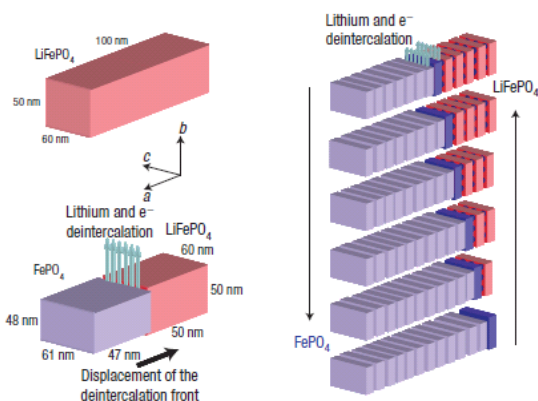 LiFePO4
100 nm
50 nm
60 nm
b
c
a
Lithium and e−
deintercalation
LiFePO4
60 nm
FePO4
50 nm
48 nm
50 nm
61 nm
47 nm
Displacement of the
deintercalation front
Lithium and e−
deintercalation
LiFePO4
FePO4